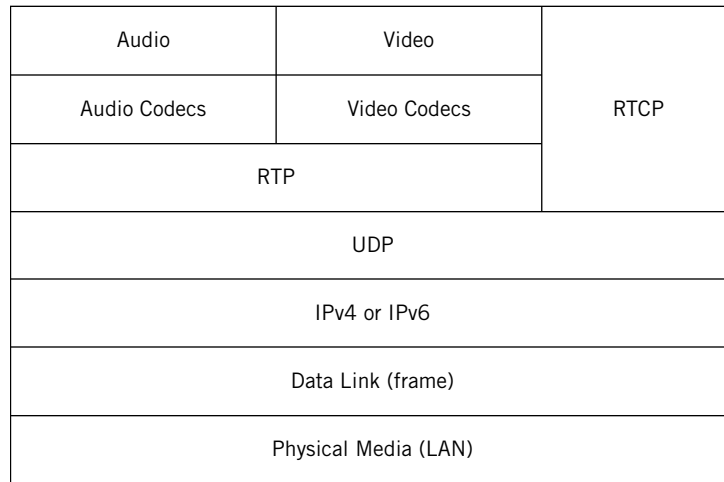 Audio
Video
Audio Codecs
Video Codecs
RTCP
RTP
UDP
IPv4 or IPv6
Data Link (frame)
Physical Media (LAN)